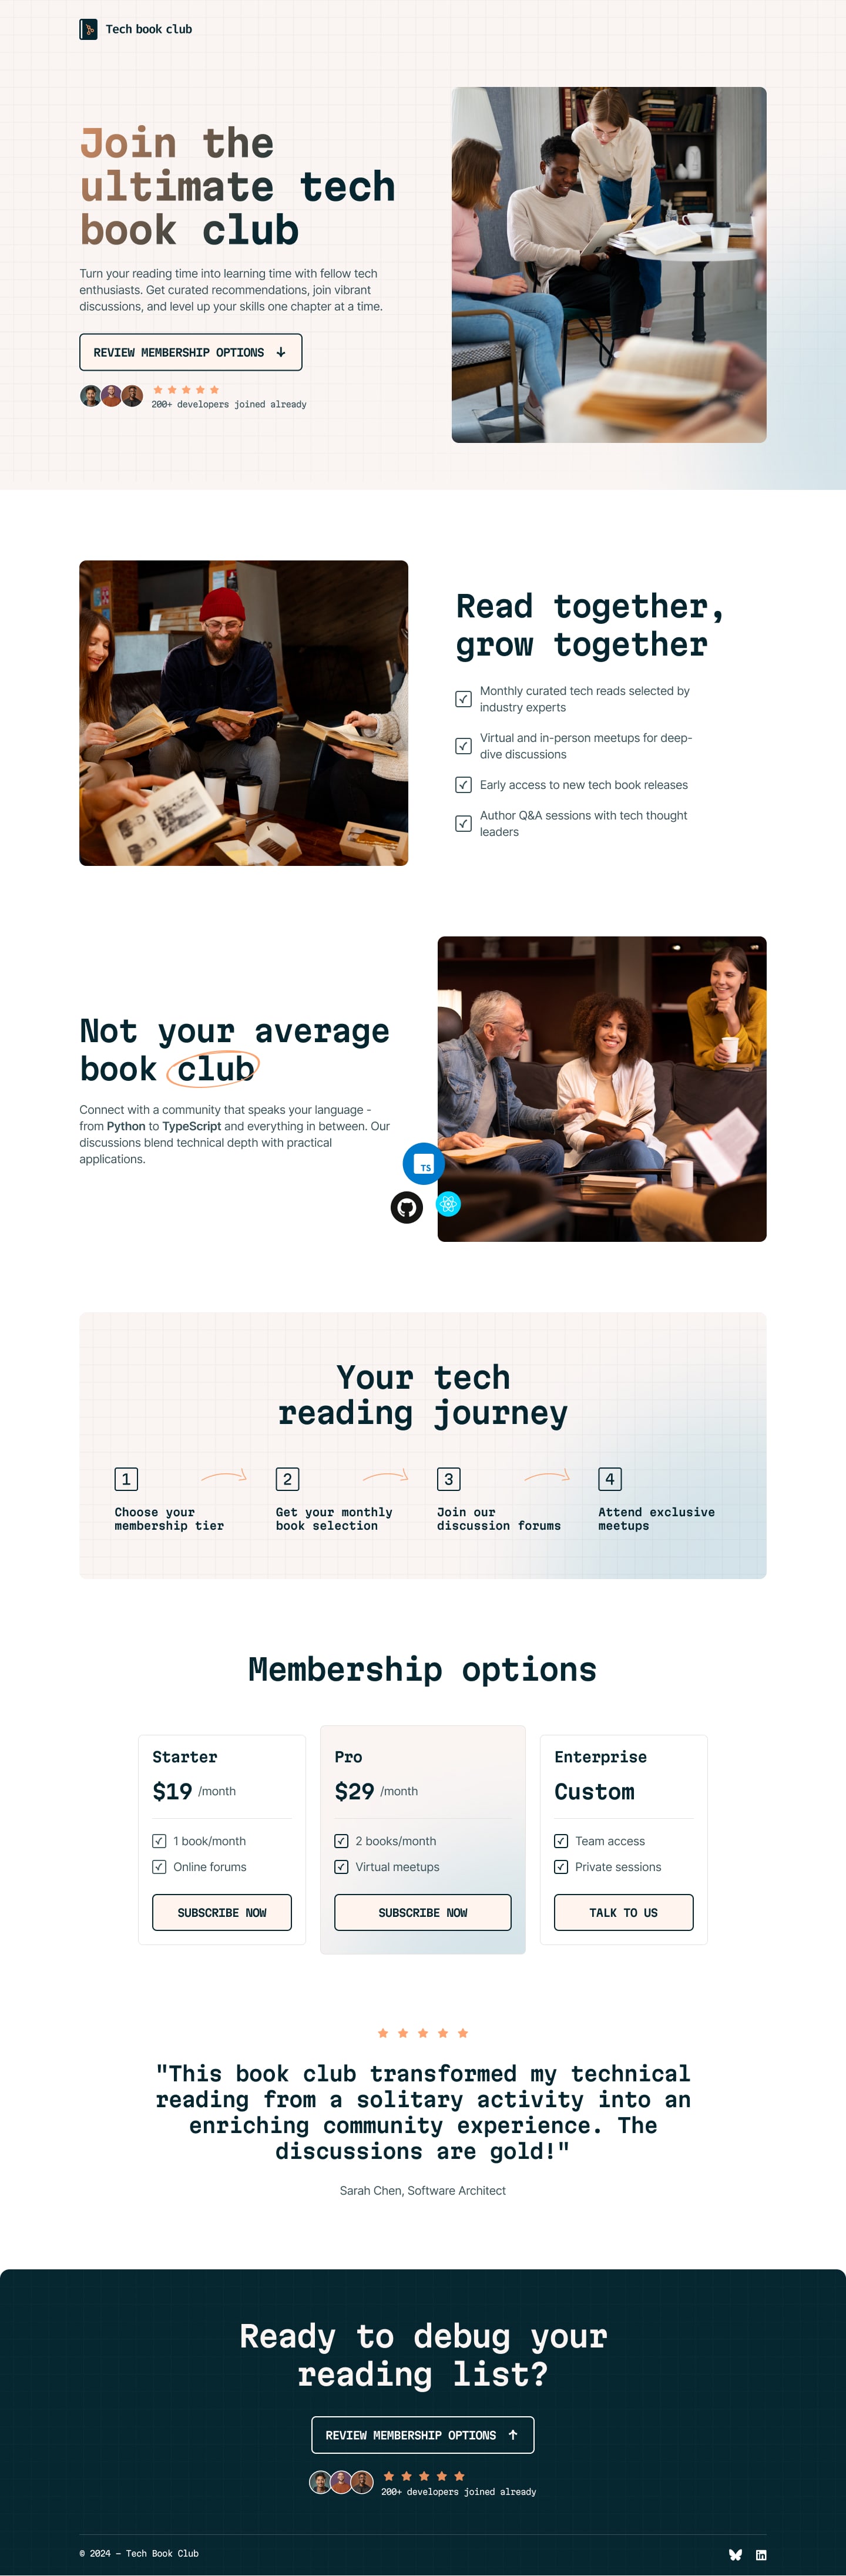 Tech book club
Join the
ultimate tech
book club
Turn your reading time into learning time with fellow tech
enthusiasts. Get curated recommendations, join vibrant
discussions, and level up your skills one chapter at a time.
REVIEW MEMBERSHIP OPTIONS ↓
200+ developers joined already
Read together,
grow together
Monthly curated tech reads selected by
industry experts
Virtual and in-person meetups for deep-
dive discussions
Early access to new tech book releases
Author Q&A sessions with tech thought
leaders
Not your average
book club
Connect with a community that speaks your language -
from Python to TypeScript and everything in between. Our
discussions blend technical depth with practical
applications.
TS
Your tech
reading journey
1
Choose your
membership tier
2
Get your monthly
book selection
3
Join our
discussion forums
4
Attend exclusive
meetups
Membership options
Starter
$19 /month
1 book/month
Online forums
SUBSCRIBE NOW
Pro
$29 /month
2 books/month
Virtual meetups
SUBSCRIBE NOW
Enterprise
Custom
Team access
Private sessions
TALK TO US
"This book club transformed my technical
reading from a solitary activity into an
enriching community experience. The
discussions are gold!"
Sarah Chen, Software Architect
Ready to debug your
reading list?
REVIEW MEMBERSHIP OPTIONS ↑
200+ developers joined already
© 2024 – Tech Book Club
in